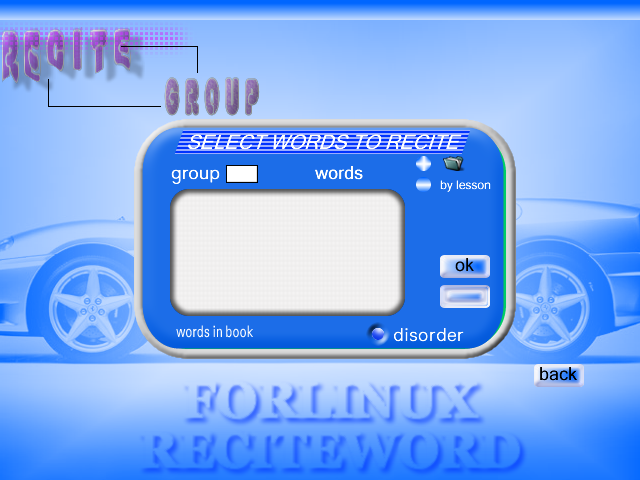 RECITE
GROUP
SELECT WORDS TO RECITE
group words
by lesson
ok
words in book
disorder
back
FORLINUX
RECITEWORD